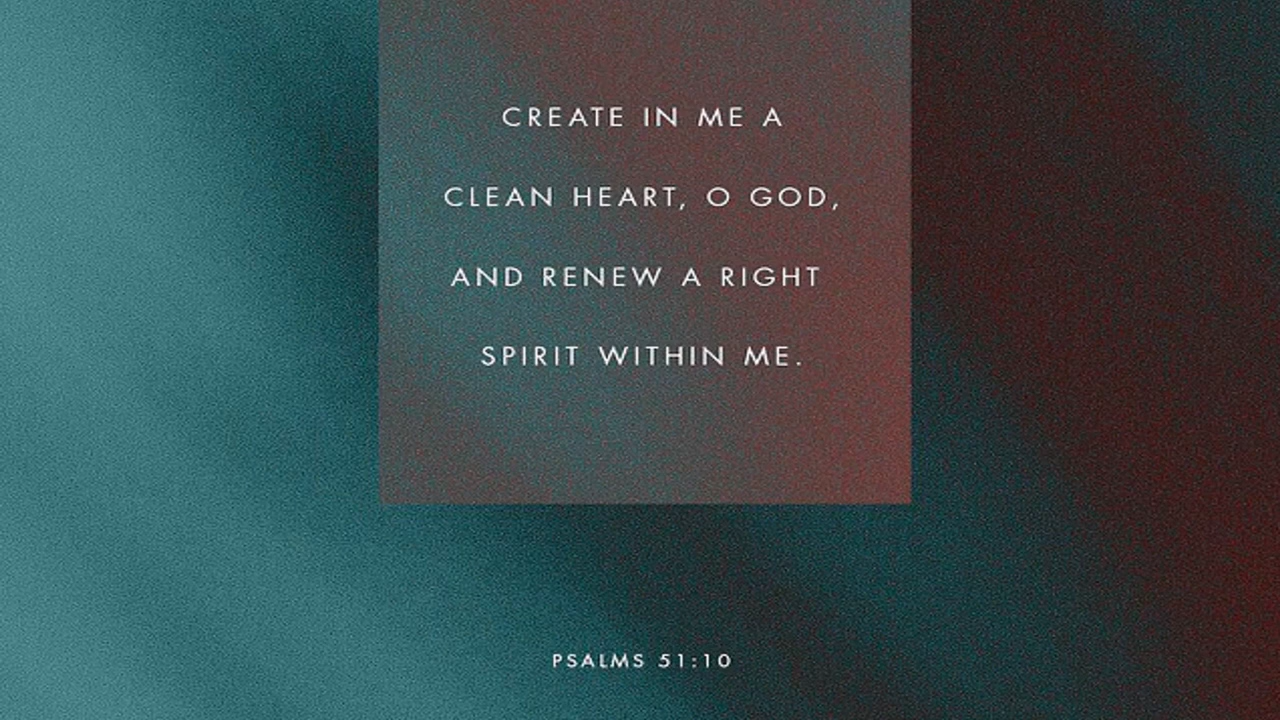 CREATE IN ME A
CLEAN HEART, O GOD,
AND RENEW A RIGHT
SPIRIT WITHIN ME.
PSALMS 51:10